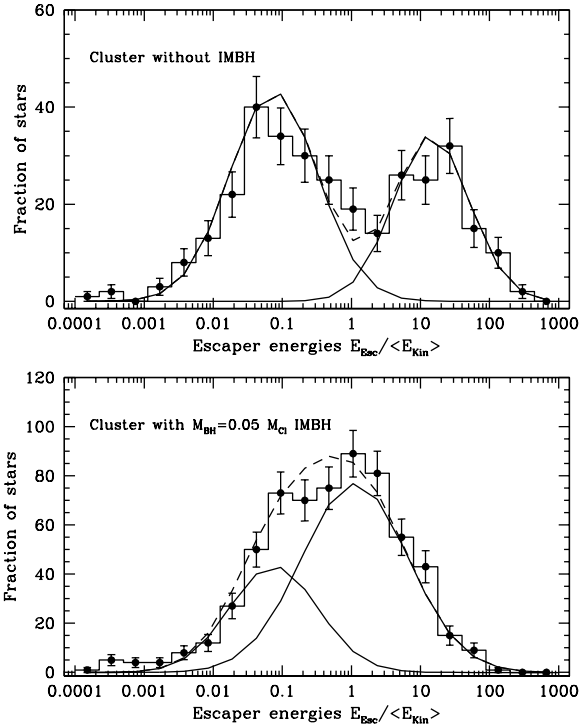 60
Cluster without IMBH
40
Fraction of stars
20
0
0.0001 0.001 0.01 0.1 1 10 100 1000
Escaper energies E_Esc/<E_Kin>
120
100
Cluster with M_BH=0.05 M_Cl IMBH
80
Fraction of stars
60
40
20
0
0.0001 0.001 0.01 0.1 1 10 100 1000
Escaper energies E_Esc/<E_Kin>